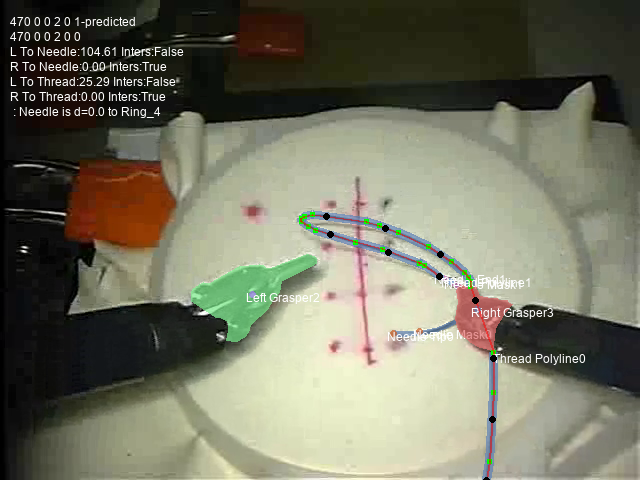 470 0 0 2 0 1-predicted
470 0 0 2 0 0
L To Needle:104.61 Inters:False
R To Needle:0.00 Inters:True
L To Thread:25.29 Inters:False
R To Thread:0.00 Inters:True
: Needle is d=0.0 to Ring_4
Left Grasper2
Right Grasper3
Thread Polyline0